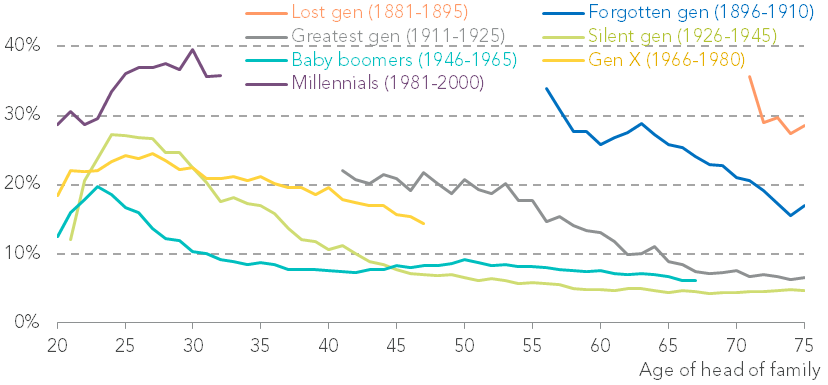 Lost gen (1881-1895) Forgotten gen (1896-1910)
Greatest gen (1911-1925) Silent gen (1926-1945)
Baby boomers (1946-1965) Gen X (1966-1980)
Millennials (1981-2000)
40%
30%
20%
10%
0%
20 25 30 35 40 45 50 55 60 65 70 75
Age of head of family